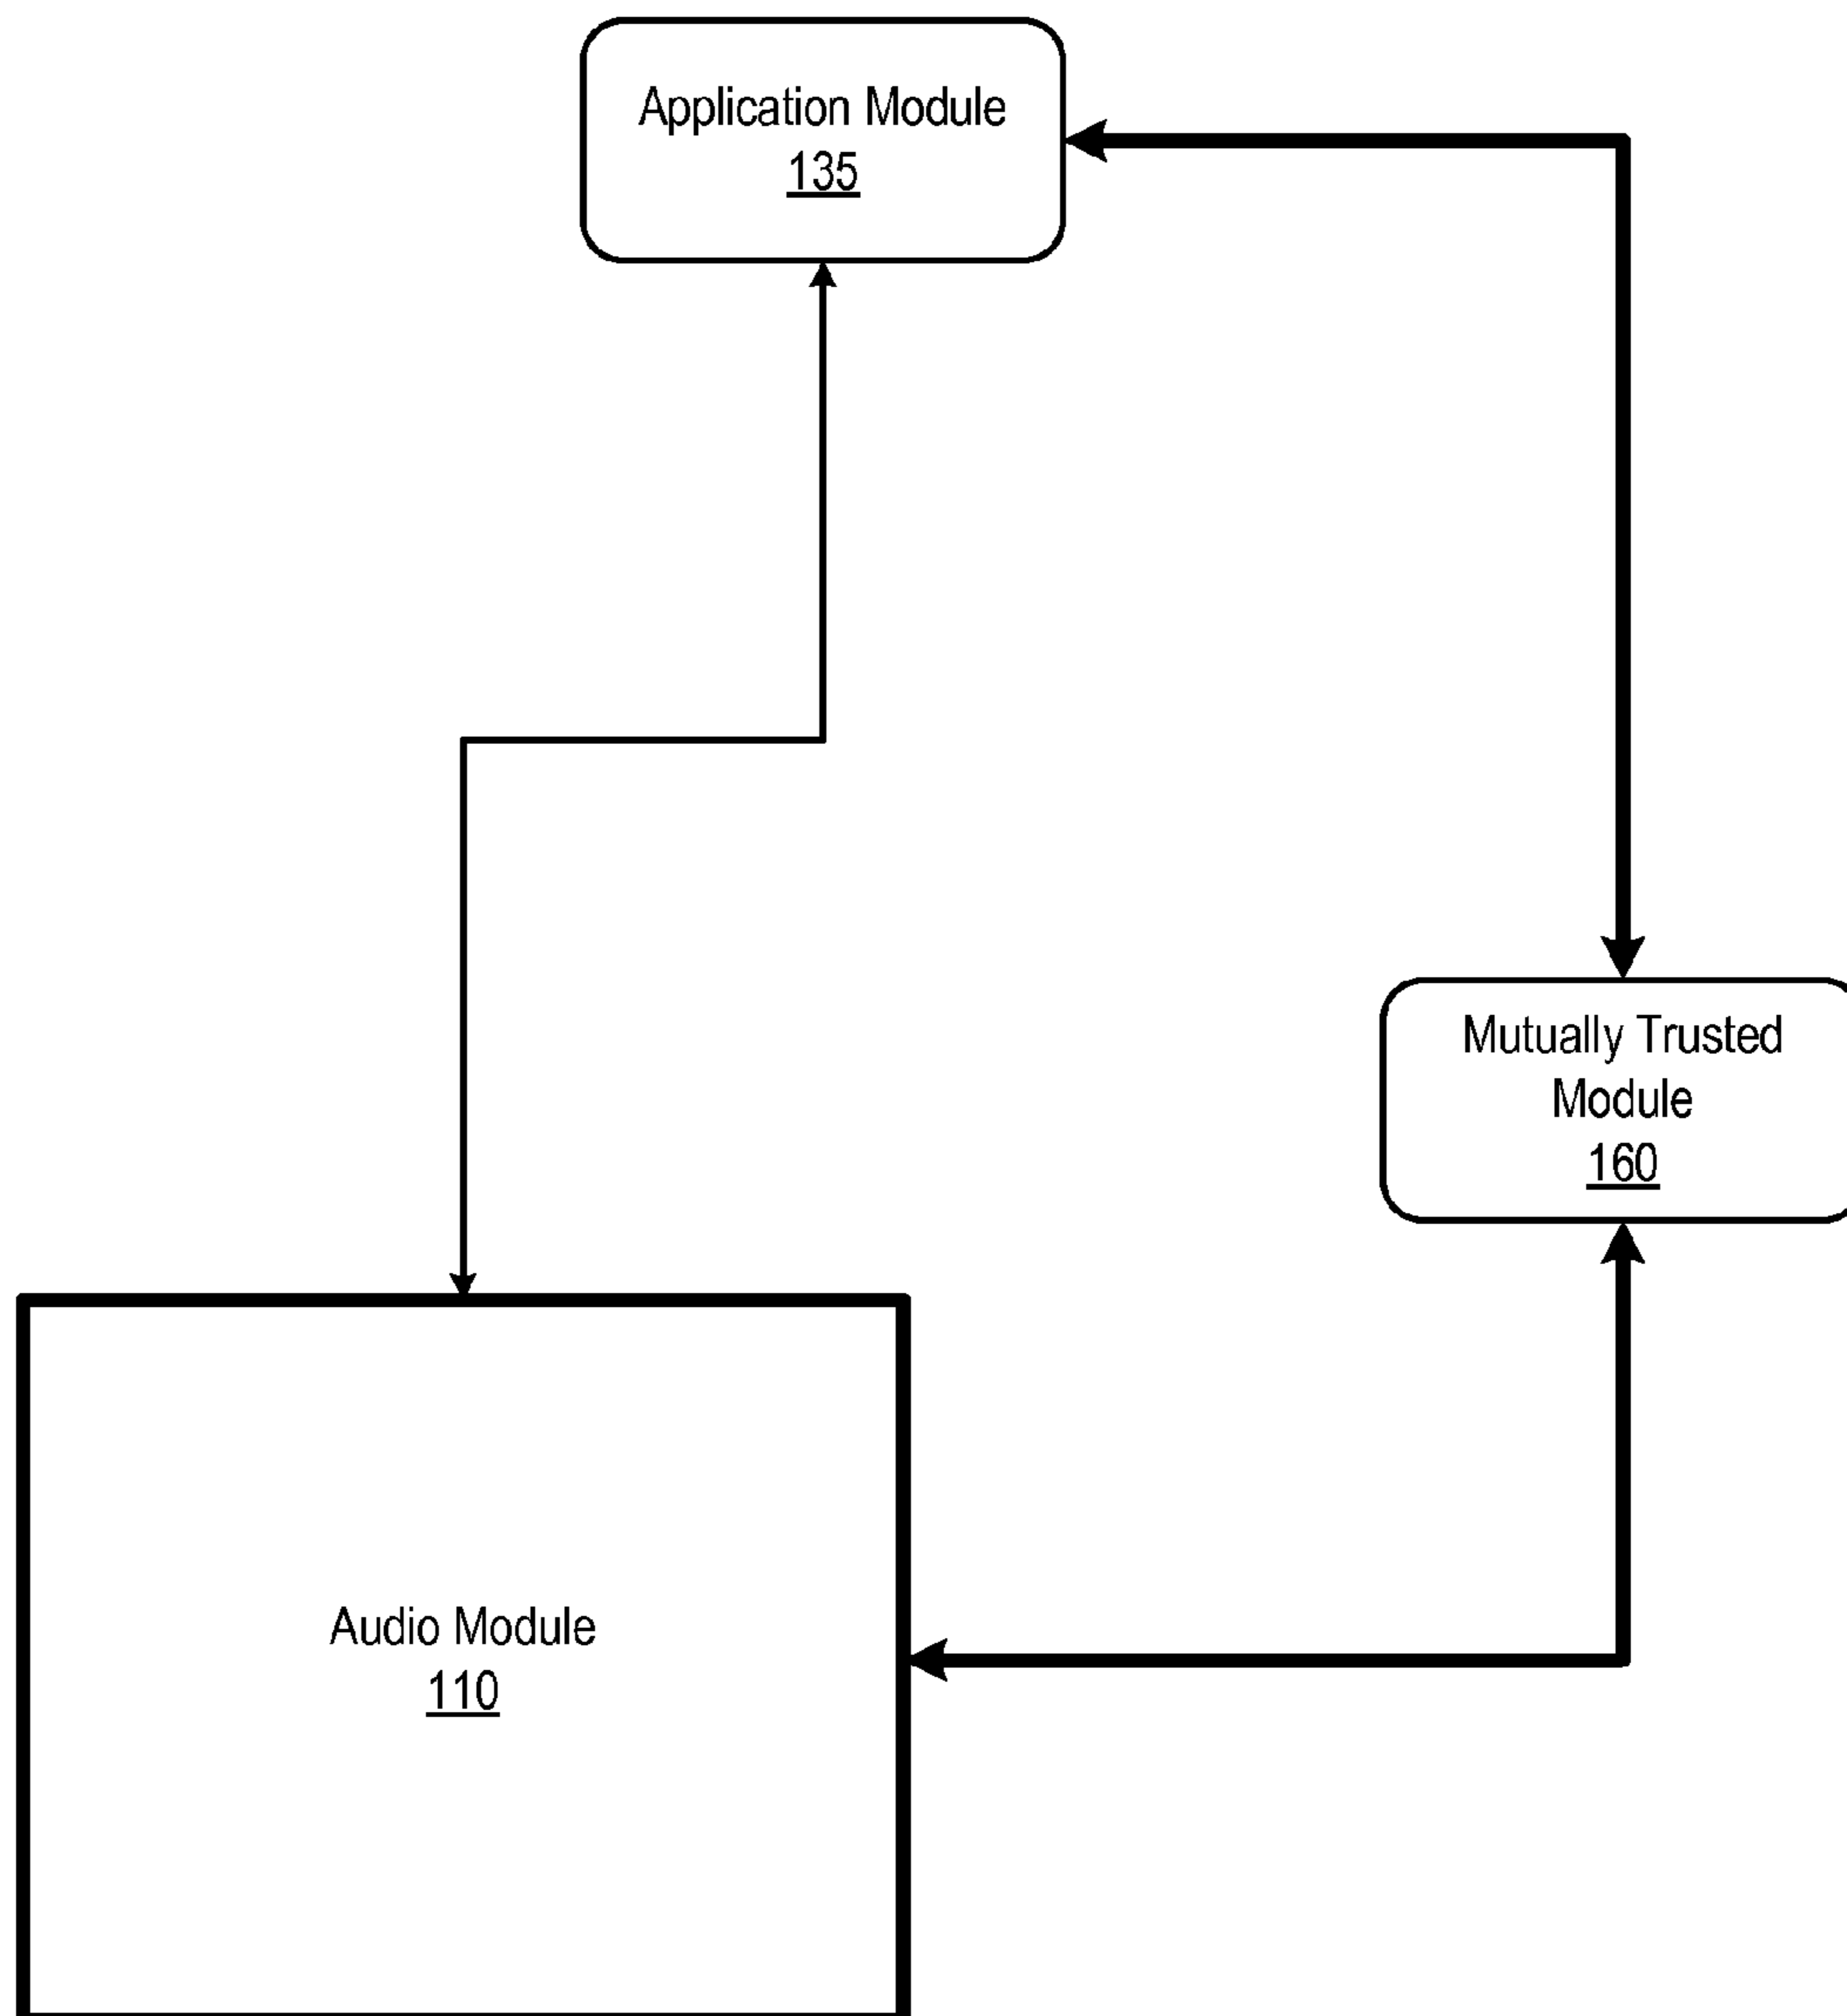 Application Module
135
Mutually Trusted
Module
160
Audio Module
110